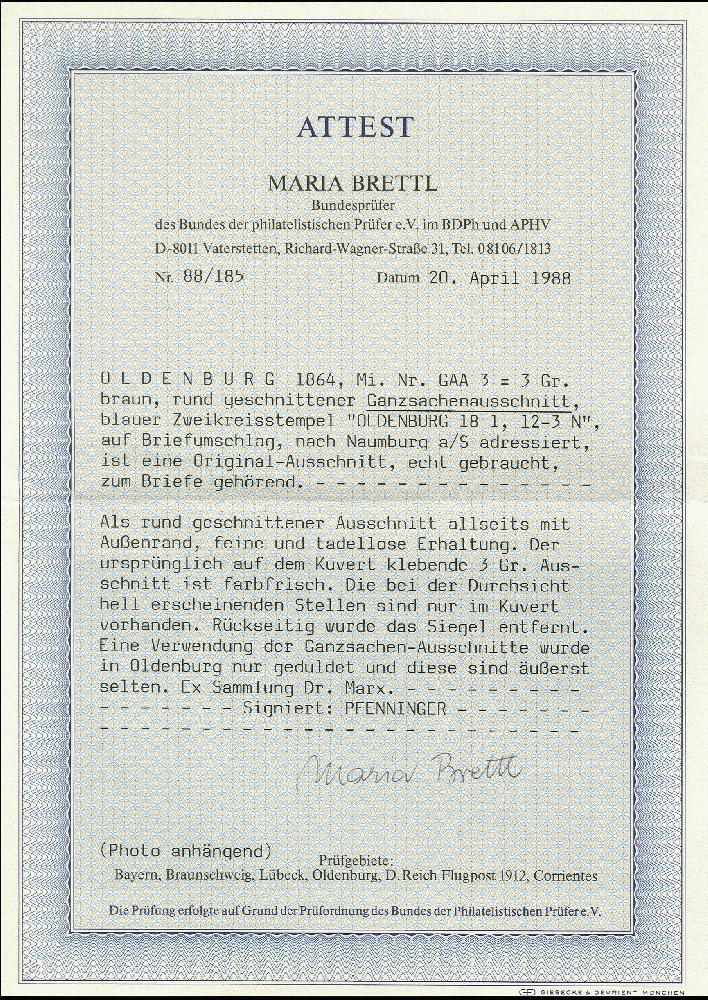 ATTEST
MARIA BRETTL
Bundesprüfer
des Bundes der philatelistischen Prüfer e.V. im BDPh und APHV
D-8011 Vaterstetten, Richard-Wagner-Straße 31, Tel. 08106/1813
Nr. 88/185 Datum 20. April 1988
O L D E N B U R G 1864, Mi. Nr. GAA 3 = 3 Gr.
braun, rund geschnittener Ganzsachenausschnitt,
blauer Zweikreisstempel "OLDENBURG 18 1, 12-3 N",
auf Briefumschlag, nach Naumburg a/S adressiert,
ist eine Original-Ausschnitt, echt gebraucht,
zum Briefe gehörend. - - - - - - - - - - - - - -
Als rund geschnittener Ausschnitt allseits mit
Außenrand, feine und tadellose Erhaltung. Der
ursprünglich auf dem Kuvert klebende 3 Gr. Aus-
schnitt ist farbfrisch. Die bei der Durchsicht
hell erscheinenden Stellen sind nur im Kuvert
vorhanden. Rückseitig wurde das Siegel entfernt.
Eine Verwendung der Ganzsachen-Ausschnitte wurde
in Oldenburg nur geduldet und diese sind äußerst
selten. Ex Sammlung Dr. Marx. - - - - - - - - -
- - - - - - - Signiert: PFENNINGER - - - - - - -
- - - - - - - - - - - - - - - - - - - - - - - -
Maria Brettl
(Photo anhängend)
Prüfgebiete:
Bayern, Braunschweig, Lübeck, Oldenburg, D. Reich Flugpost 1912, Corrientes
Die Prüfung erfolgte auf Grund der Prüfordnung des Bundes der Philatelistischen Prüfer e.V.
GIESECKE & DEVRIENT MÜNCHEN